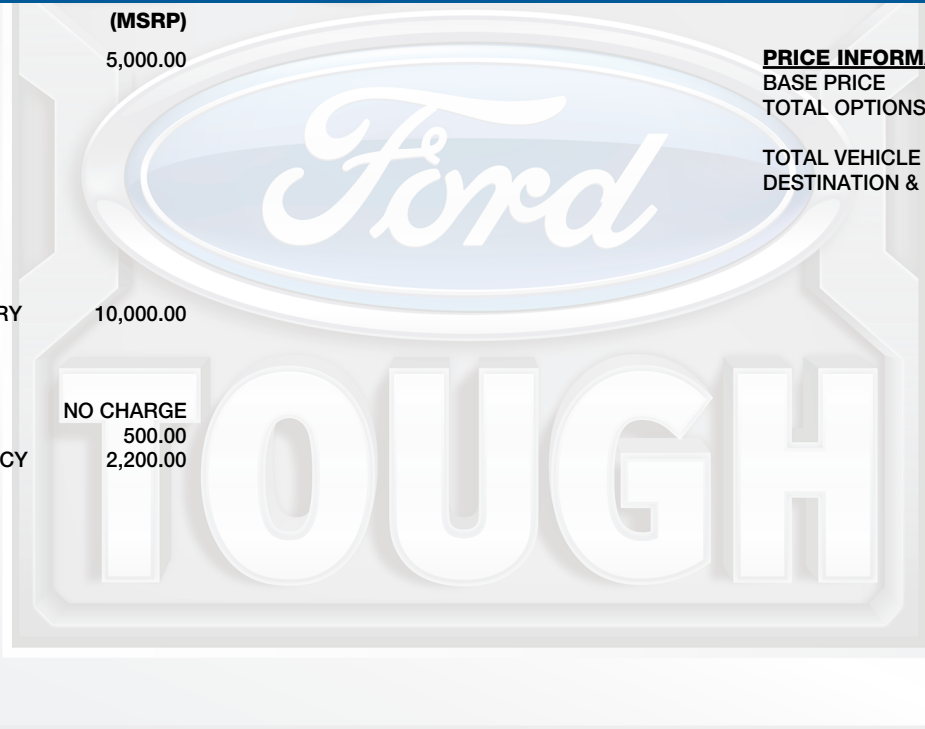 (MSRP)
5,000.00
PRICE INFORM
BASE PRICE
TOTAL OPTIONS
TOTAL VEHICLE
DESTINATION &
Ford
RY 10,000.00
NO CHARGE
500.00
CY 2,200.00
TOUGH